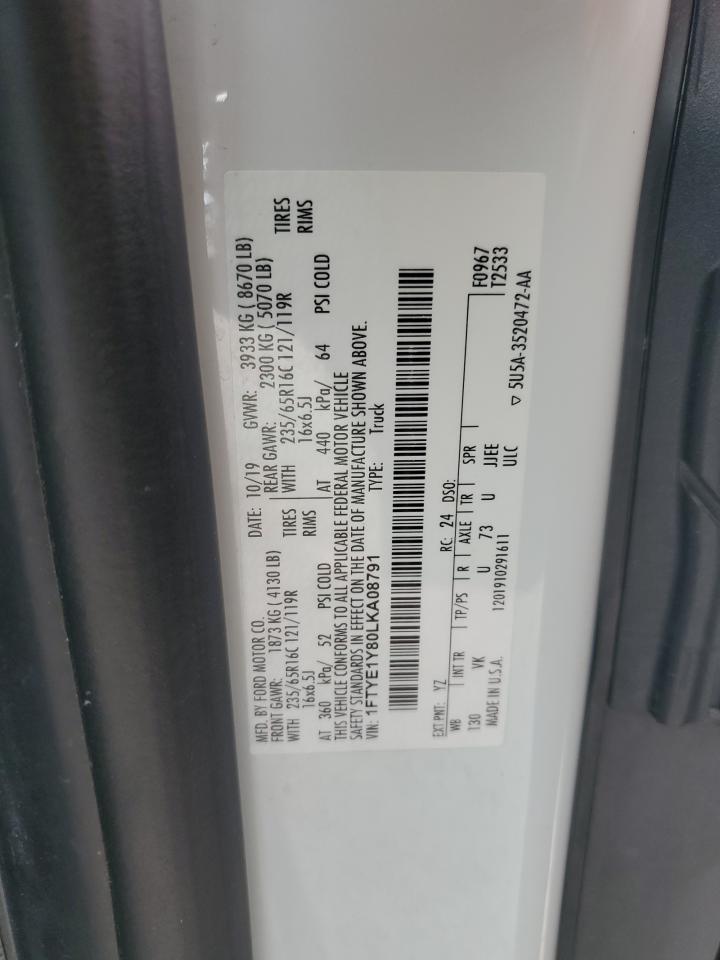 MFD. BY FORD MOTOR CO. DATE: 10/19 GVWR: 3933 KG ( 8670 LB)
FRONT GAWR: 1873 KG ( 4130 LB) REAR GAWR: 2300 KG ( 5070 LB)
WITH 235/65R16C 121/119R TIRES WITH 235/65R16C 121/119R TIRES
16x6.5J RIMS 16x6.5J RIMS
AT 360 kPa/ 52 PSI COLD AT 440 kPa/ 64 PSI COLD
THIS VEHICLE CONFORMS TO ALL APPLICABLE FEDERAL MOTOR VEHICLE
SAFETY STANDARDS IN EFFECT ON THE DATE OF MANUFACTURE SHOWN ABOVE.
VIN: 1FTYE1Y80LKA08791 TYPE: Truck
EXT PNT: YZ RC: 24 DSO: F0967
WB INT TR TP/PS R AXLE TR SPR T2533
130 VK U 73 U JJEE
MADE IN U.S.A. 1201910291611 ULC
▽ 5U5A-3520472-AA